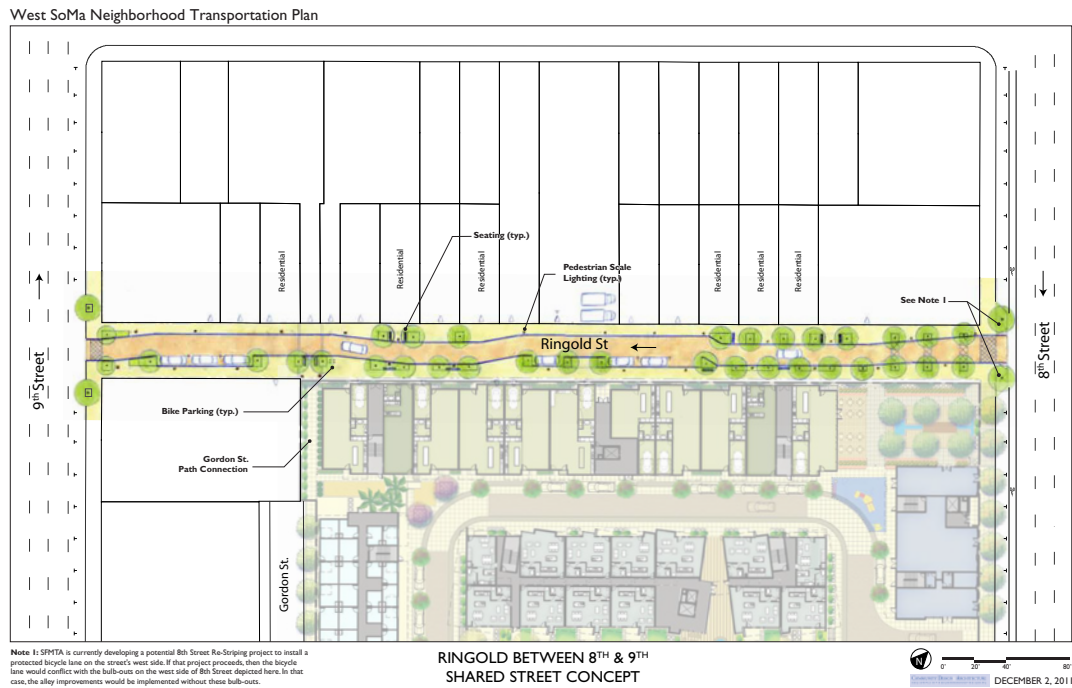 West SoMa Neighborhood Transportation Plan
Seating (typ.)
Residential
Residential
Residential
Pedestrian Scale
Lighting (typ.)
Residential
Residential
Residential
See Note 1
Ringold St
9th Street
8th Street
Bike Parking (typ.)
Gordon St.
Path Connection
Gordon St.
Note 1: SFMTA is currently developing a potential 8th Street Re-Striping project to install a
protected bicycle lane on the street's west side. If that project proceeds, then the bicycle
lane would conflict with the bulb-outs on the west side of 8th Street depicted here. In that
case, the alley improvements would be implemented without these bulb-outs.
RINGOLD BETWEEN 8TH & 9TH
SHARED STREET CONCEPT
0' 20' 40' 80'
DECEMBER 2, 2011